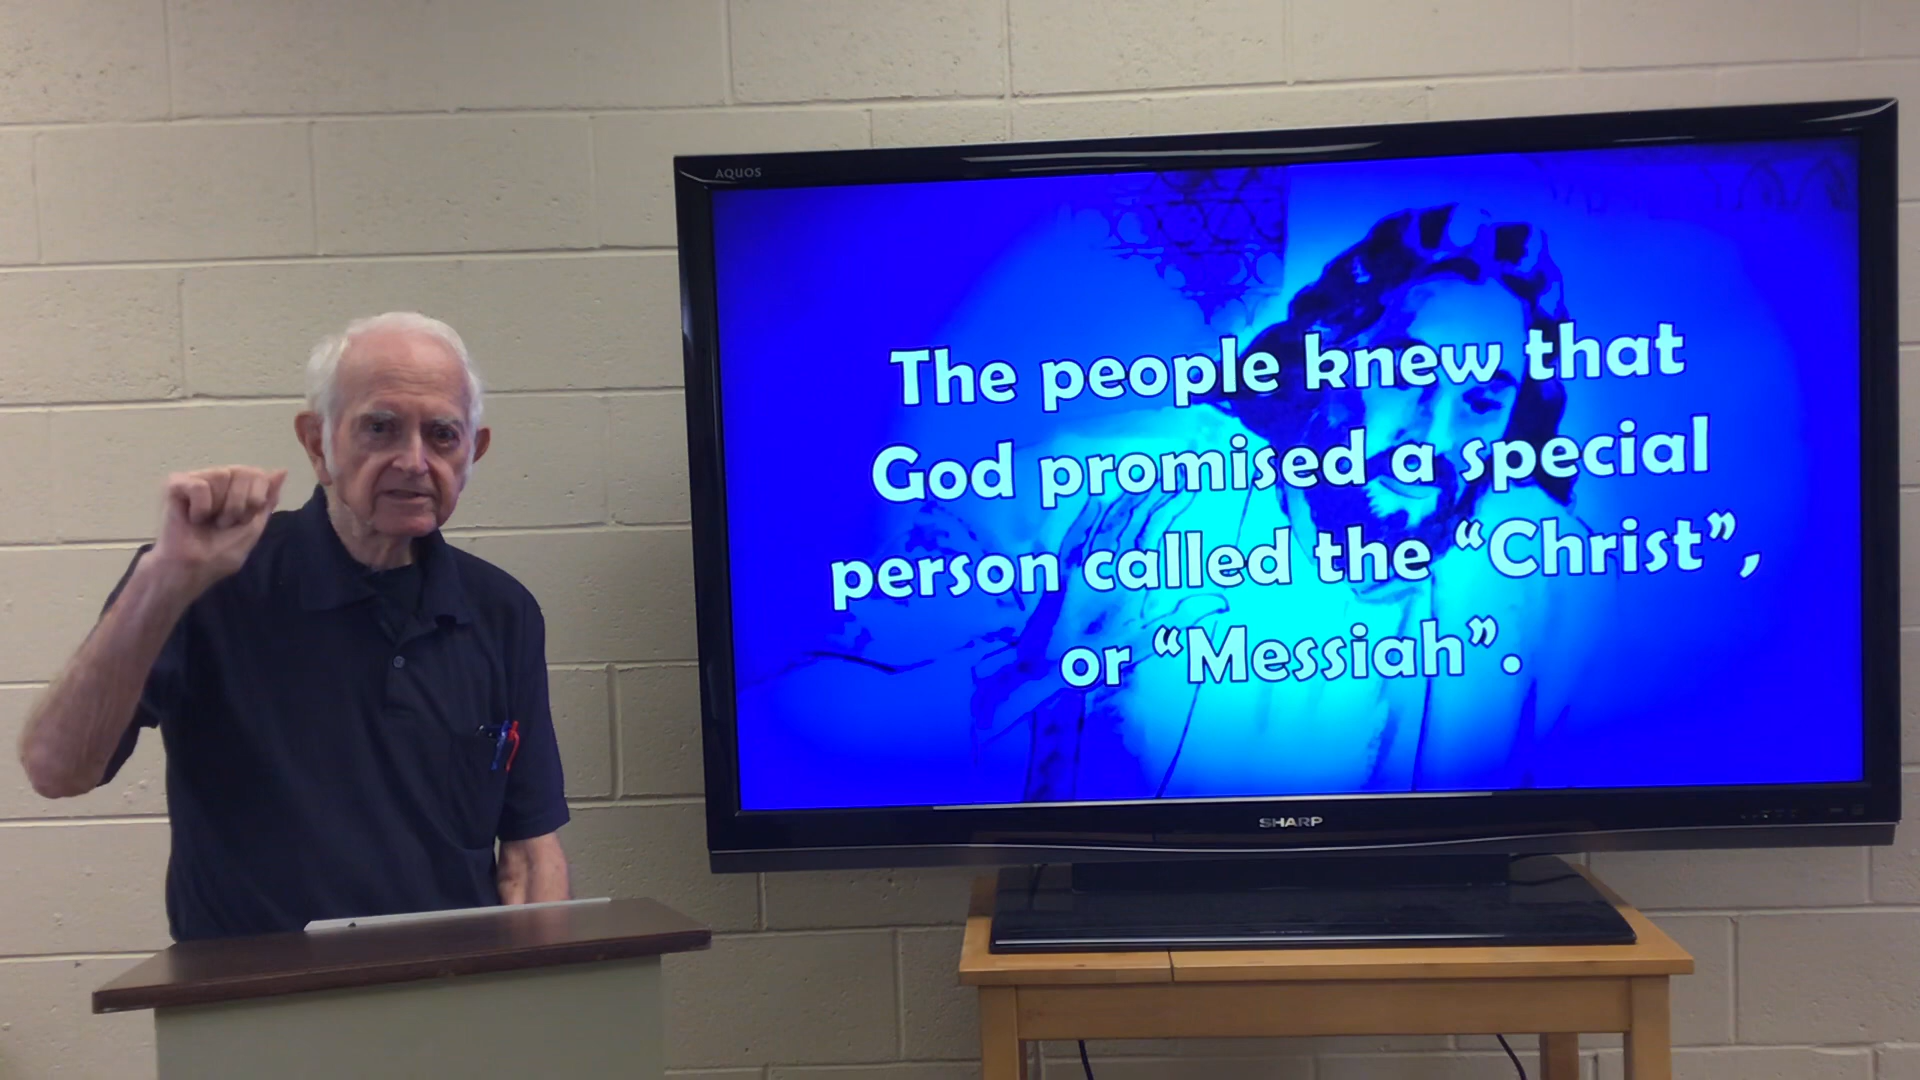 AQUOS
The people knew that
God promised a special
person called the “Christ”,
or “Messiah”.
SHARP